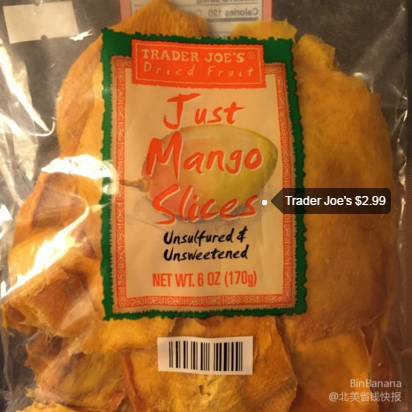 Calories 120
TRADER JOE'S®
Dried Fruit
Just
Mango
Slices
Trader Joe's $2.99
Unsulfured &
Unsweetened
NET WT. 6 OZ (170g)
BinBanana
@北美省钱快报